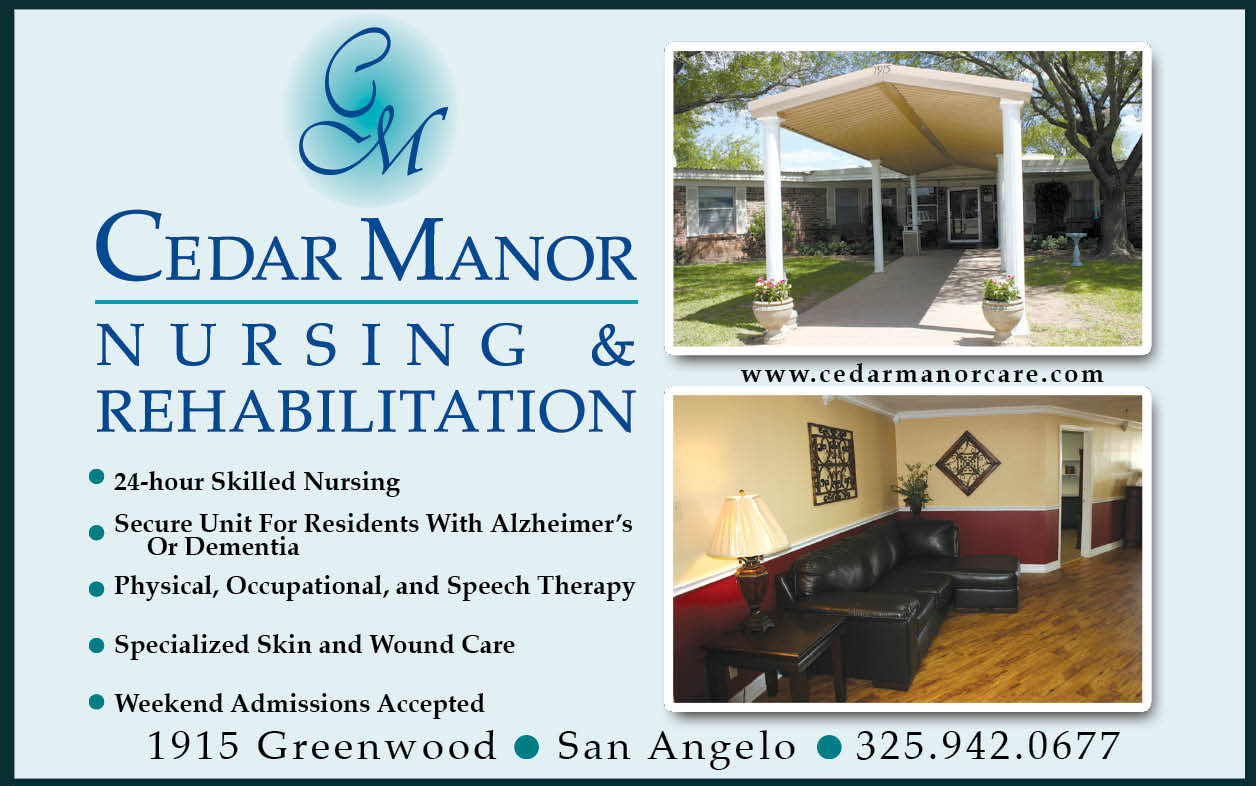 CM
CEDAR MANOR
NURSING &
REHABILITATION
• 24-hour Skilled Nursing
• Secure Unit For Residents With Alzheimer's
Or Dementia
• Physical, Occupational, and Speech Therapy
• Specialized Skin and Wound Care
• Weekend Admissions Accepted
1915
www.cedarmanorcare.com
1915 Greenwood • San Angelo • 325.942.0677